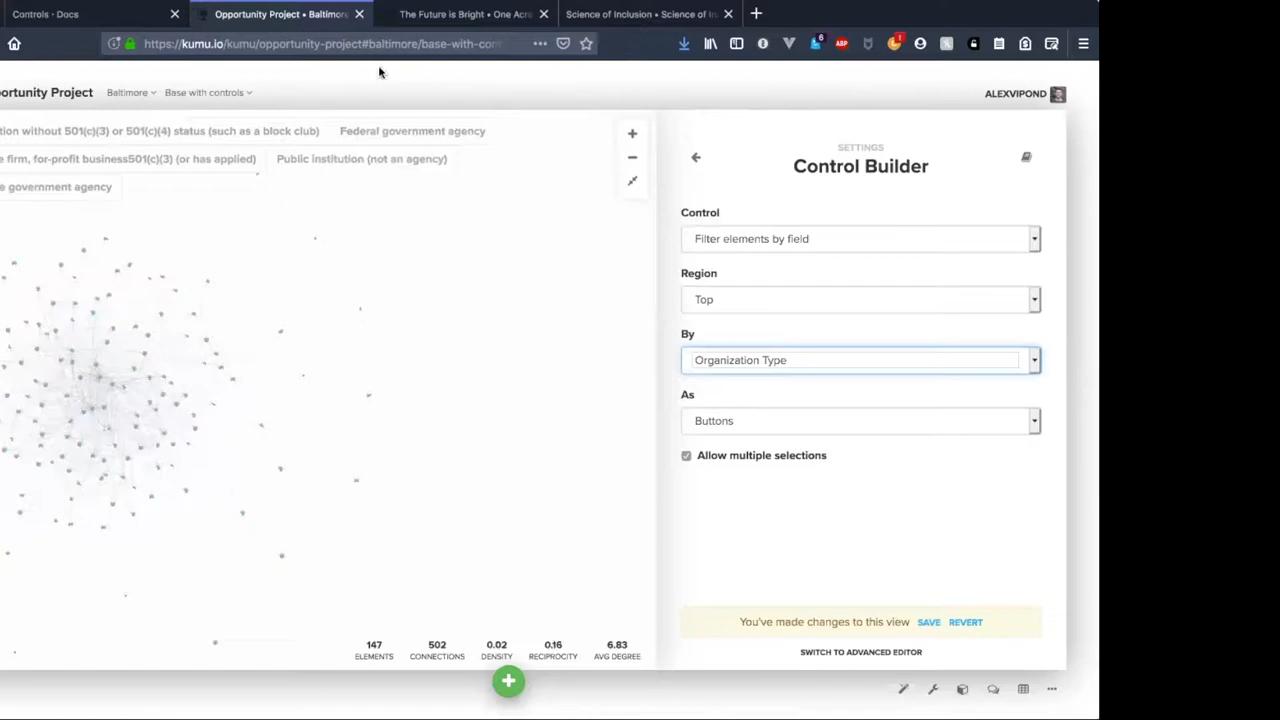 Controls - Docs
Opportunity Project • Baltimore
The Future is Bright • One Acre
Science of Inclusion • Science of In
https://kumu.io/kumu/opportunity-project#baltimore/base-with-con
6
ABP
1
ortunity Project
Baltimore
Base with controls
ALEXVIPOND
tion without 501(c)(3) or 501(c)(4) status (such as a block club)
Federal government agency
e firm, for-profit business501(c)(3) (or has applied)
Public institution (not an agency)
e government agency
SETTINGS
Control Builder
Control
Filter elements by field
Region
Top
By
Organization Type
As
Buttons
Allow multiple selections
You've made changes to this view SAVE REVERT
SWITCH TO ADVANCED EDITOR
147 502 0.02 0.16 6.83
ELEMENTS CONNECTIONS DENSITY RECIPROCITY AVG DEGREE